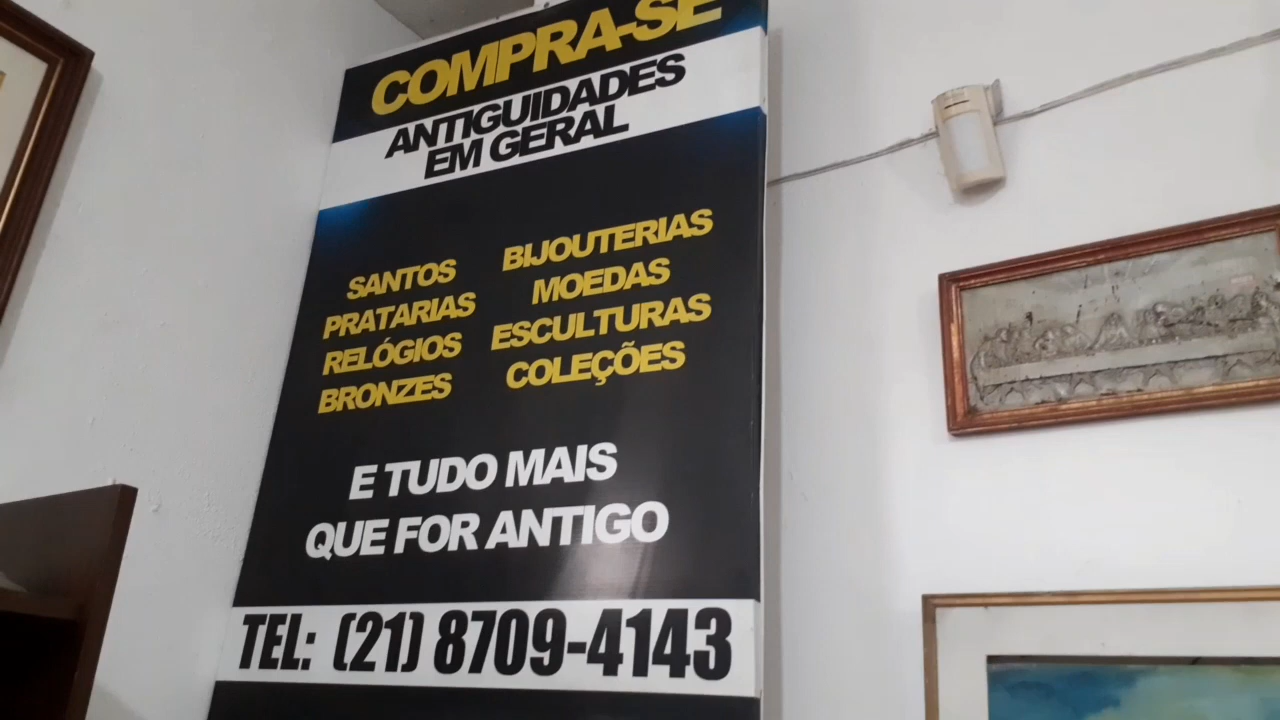 COMPRA-SE
ANTIGUIDADES
EM GERAL
SANTOS
PRATARIAS
RELÓGIOS
BRONZES
BIJOUTERIAS
MOEDAS
ESCULTURAS
COLEÇÕES
E TUDO MAIS
QUE FOR ANTIGO
TEL: (21) 8709-4143